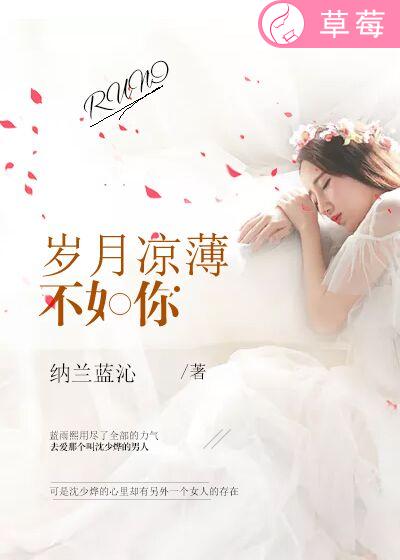 草莓
RUNO
岁月凉薄
不如你
纳兰蓝沁 /著
蓝雨熙用尽了全部的力气
去爱那个叫沈少烨的男人
可是沈少烨的心里却有另外一个女人的存在